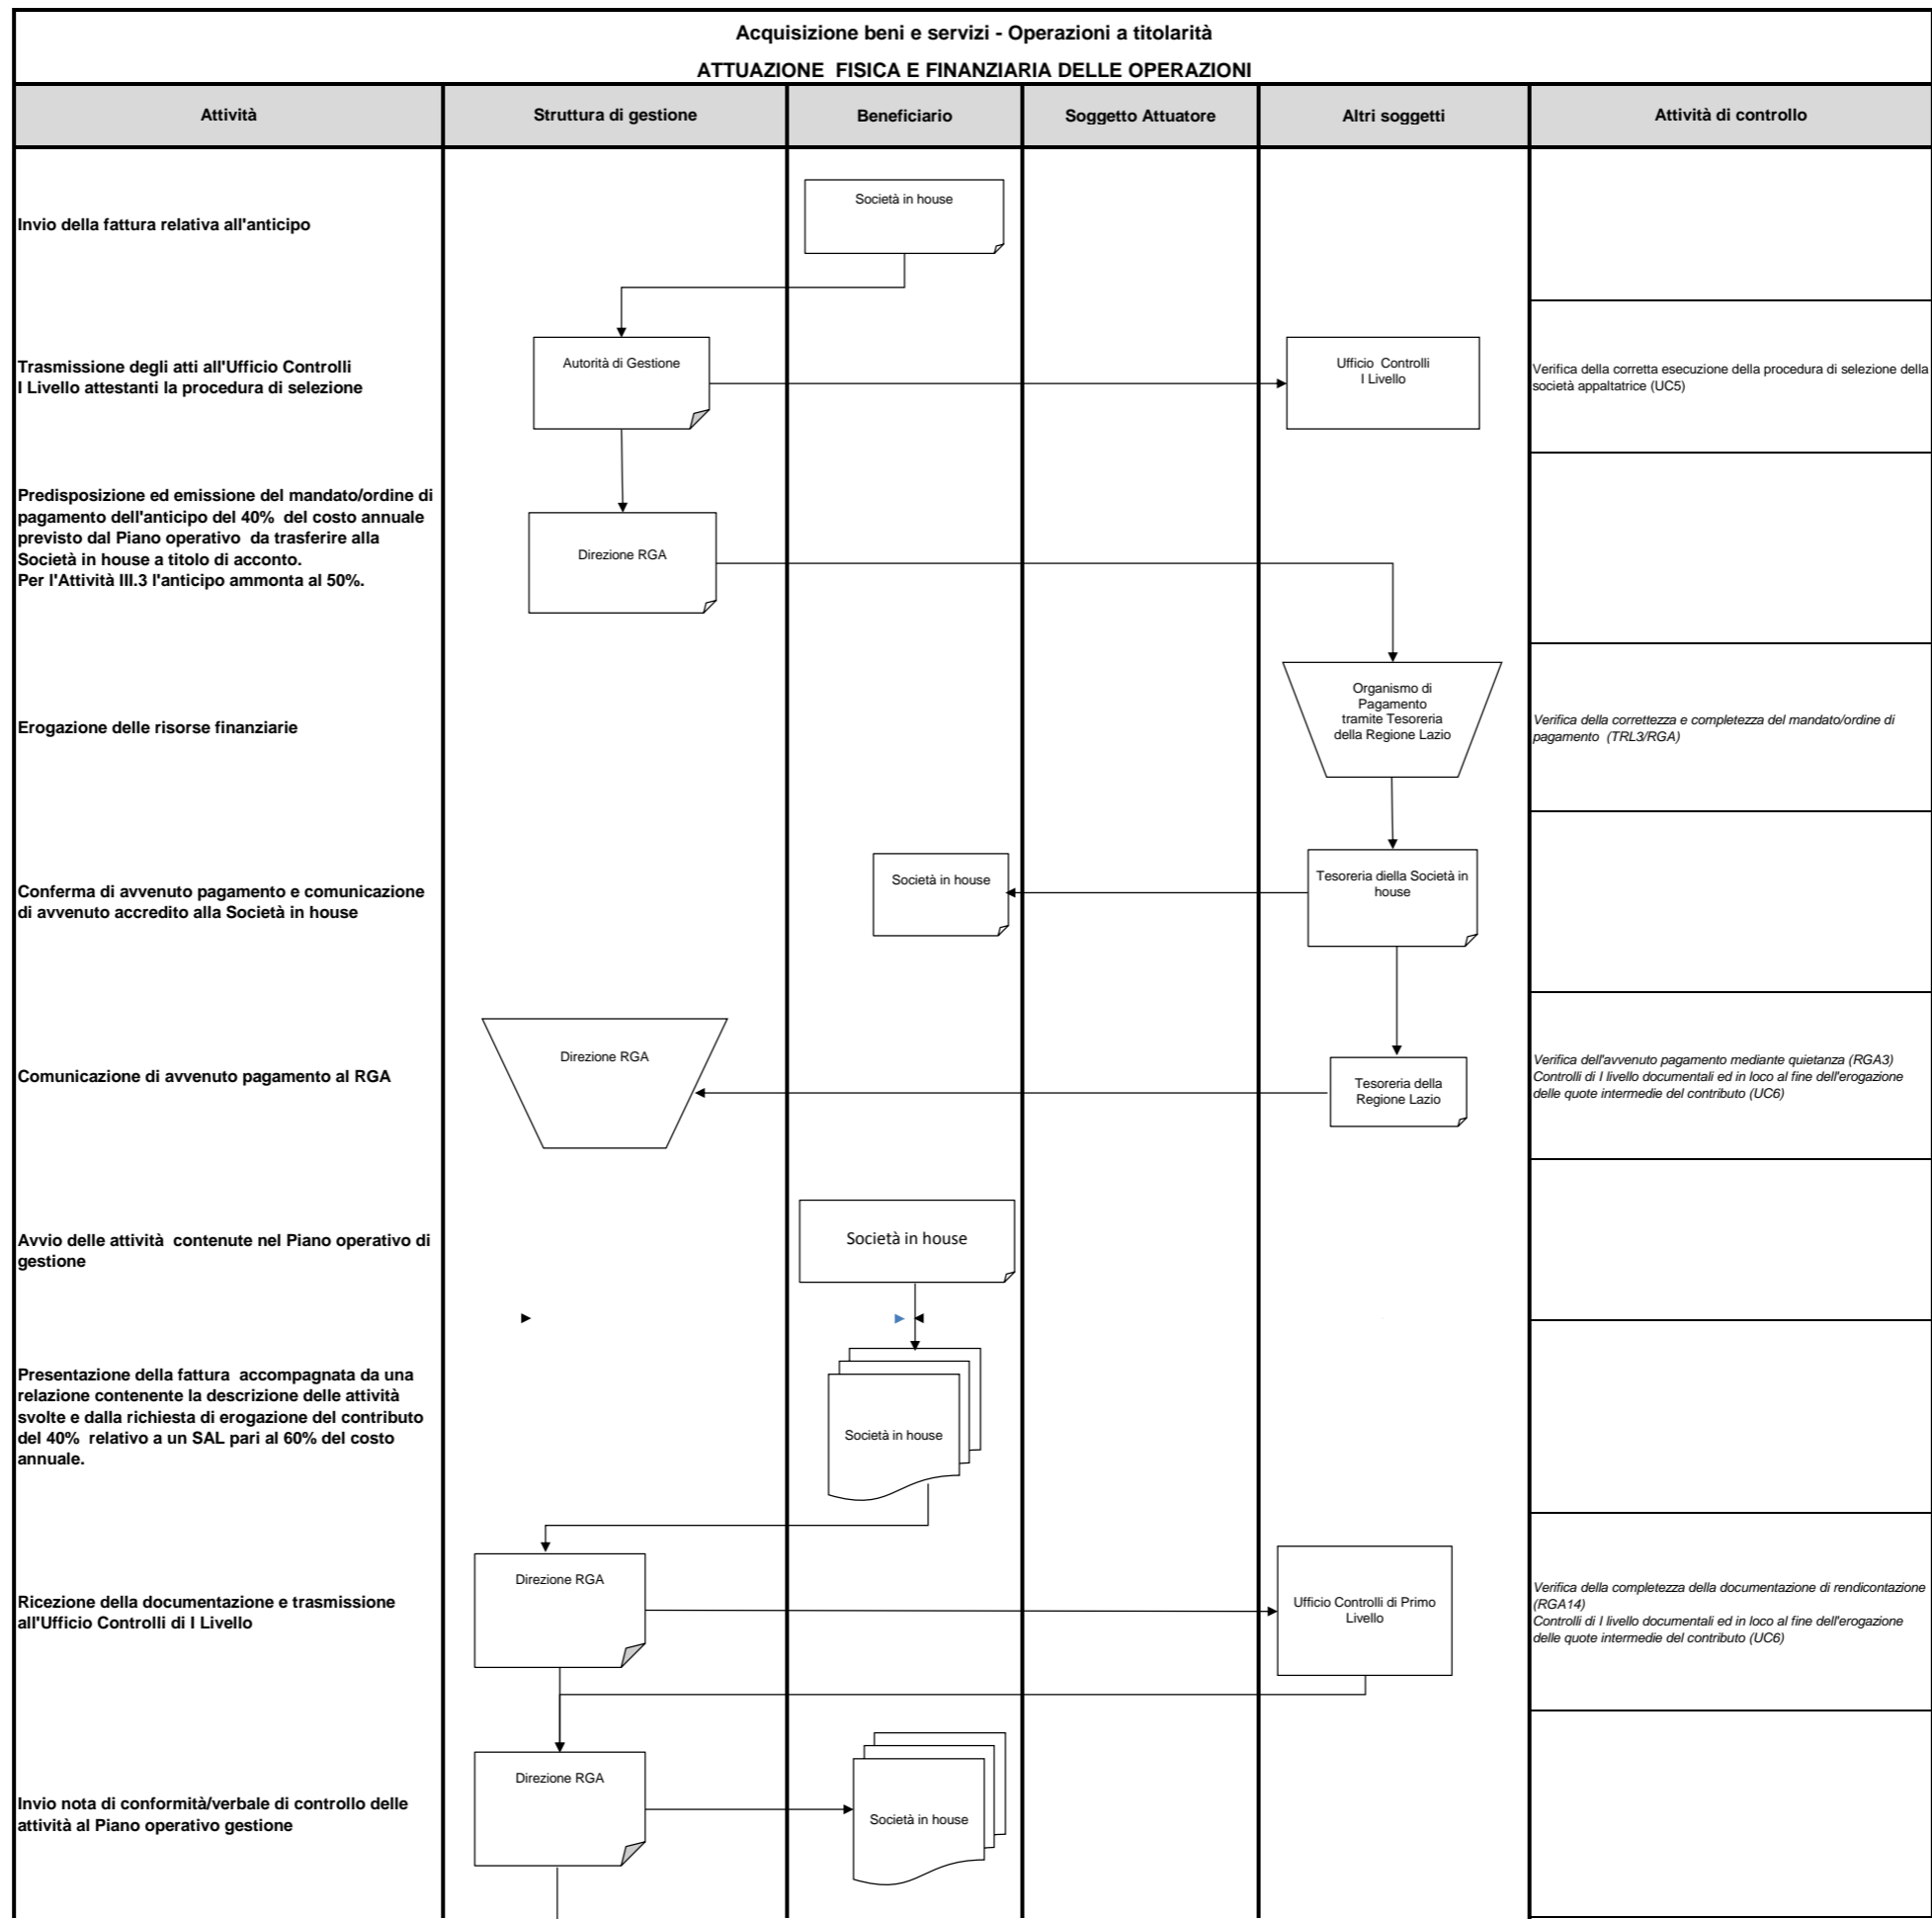 Acquisizione beni e servizi - Operazioni a titolarità
ATTUAZIONE FISICA E FINANZIARIA DELLE OPERAZIONI
Attività
Struttura di gestione
Beneficiario
Soggetto Attuatore
Altri soggetti
Attività di controllo
Invio della fattura relativa all'anticipo
Società in house
Trasmissione degli atti all'Ufficio Controlli
I Livello attestanti la procedura di selezione
Autorità di Gestione
Ufficio Controlli
I Livello
Verifica della corretta esecuzione della procedura di selezione della
società appaltatrice (UC5)
Predisposizione ed emissione del mandato/ordine di
pagamento dell'anticipo del 40% del costo annuale
previsto dal Piano operativo da trasferire alla
Società in house a titolo di acconto.
Per l'Attività III.3 l'anticipo ammonta al 50%.
Direzione RGA
Erogazione delle risorse finanziarie
Organismo di
Pagamento
tramite Tesoreria
della Regione Lazio
Verifica della correttezza e completezza del mandato/ordine di
pagamento (TRL3/RGA)
Conferma di avvenuto pagamento e comunicazione
di avvenuto accredito alla Società in house
Società in house
Tesoreria diella Società in
house
Comunicazione di avvenuto pagamento al RGA
Direzione RGA
Tesoreria della
Regione Lazio
Verifica dell'avvenuto pagamento mediante quietanza (RGA3)
Controlli di I livello documentali ed in loco al fine dell'erogazione
delle quote intermedie del contributo (UC6)
Avvio delle attività contenute nel Piano operativo di
gestione
Società in house
Presentazione della fattura accompagnata da una
relazione contenente la descrizione delle attività
svolte e dalla richiesta di erogazione del contributo
del 40% relativo a un SAL pari al 60% del costo
annuale.
Società in house
Ricezione della documentazione e trasmissione
all'Ufficio Controlli di I Livello
Direzione RGA
Ufficio Controlli di Primo
Livello
Verifica della completezza della documentazione di rendicontazione
(RGA14)
Controlli di I livello documentali ed in loco al fine dell'erogazione
delle quote intermedie del contributo (UC6)
Invio nota di conformità/verbale di controllo delle
attività al Piano operativo gestione
Direzione RGA
Società in house